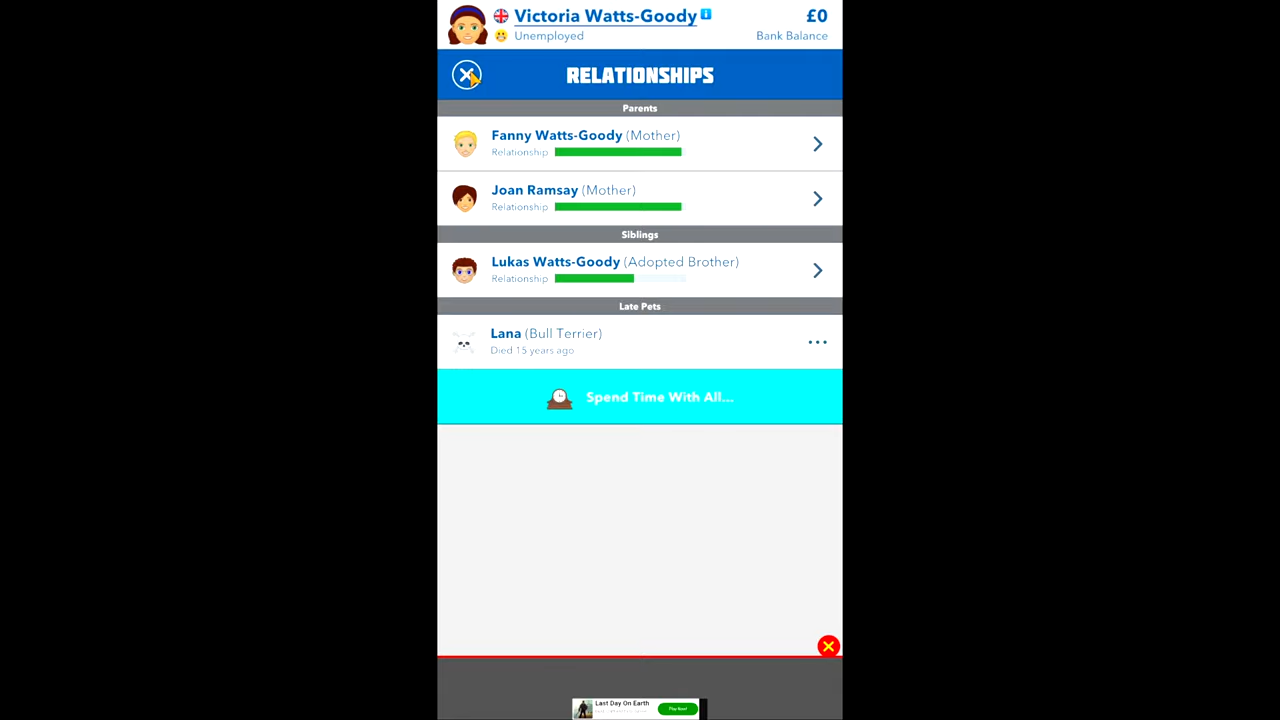 Victoria Watts-Goody
£0
Unemployed
Bank Balance
RELATIONSHIPS
Parents
Fanny Watts-Goody (Mother)
Relationship
Joan Ramsay (Mother)
Relationship
Siblings
Lukas Watts-Goody (Adopted Brother)
Relationship
Late Pets
Lana (Bull Terrier)
Died 15 years ago
Spend Time With All...
Last Day On Earth
Play Now!